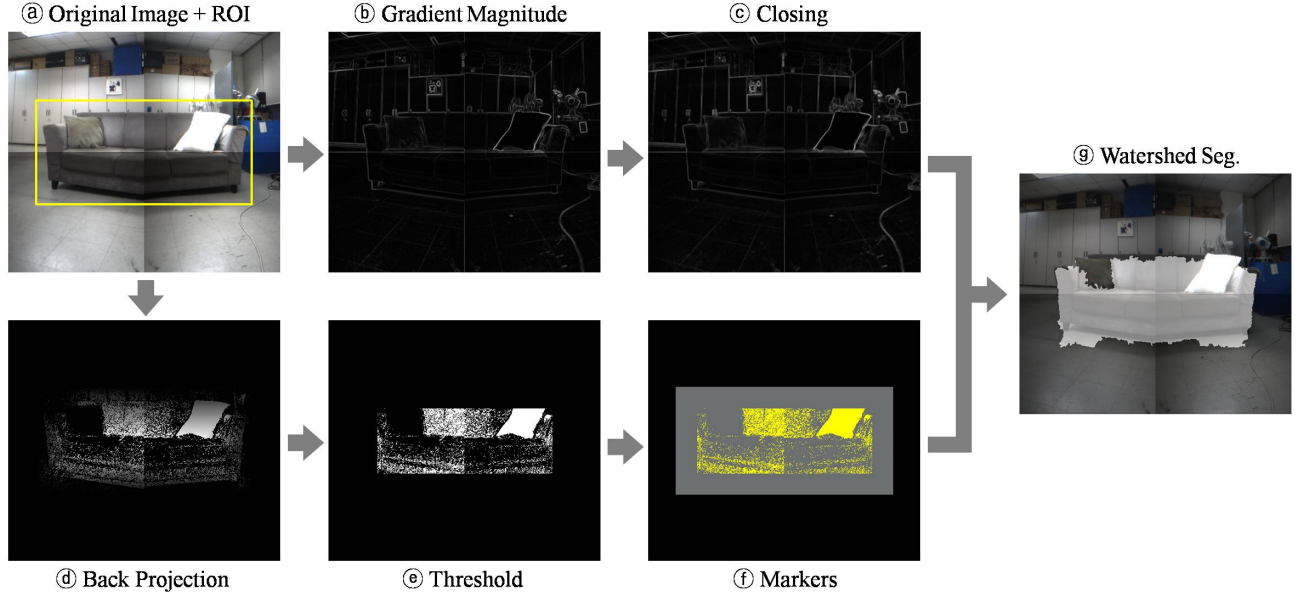 ⓐ Original Image + ROI
ⓑ Gradient Magnitude
ⓒ Closing
ⓖ Watershed Seg.
ⓓ Back Projection
ⓔ Threshold
ⓕ Markers